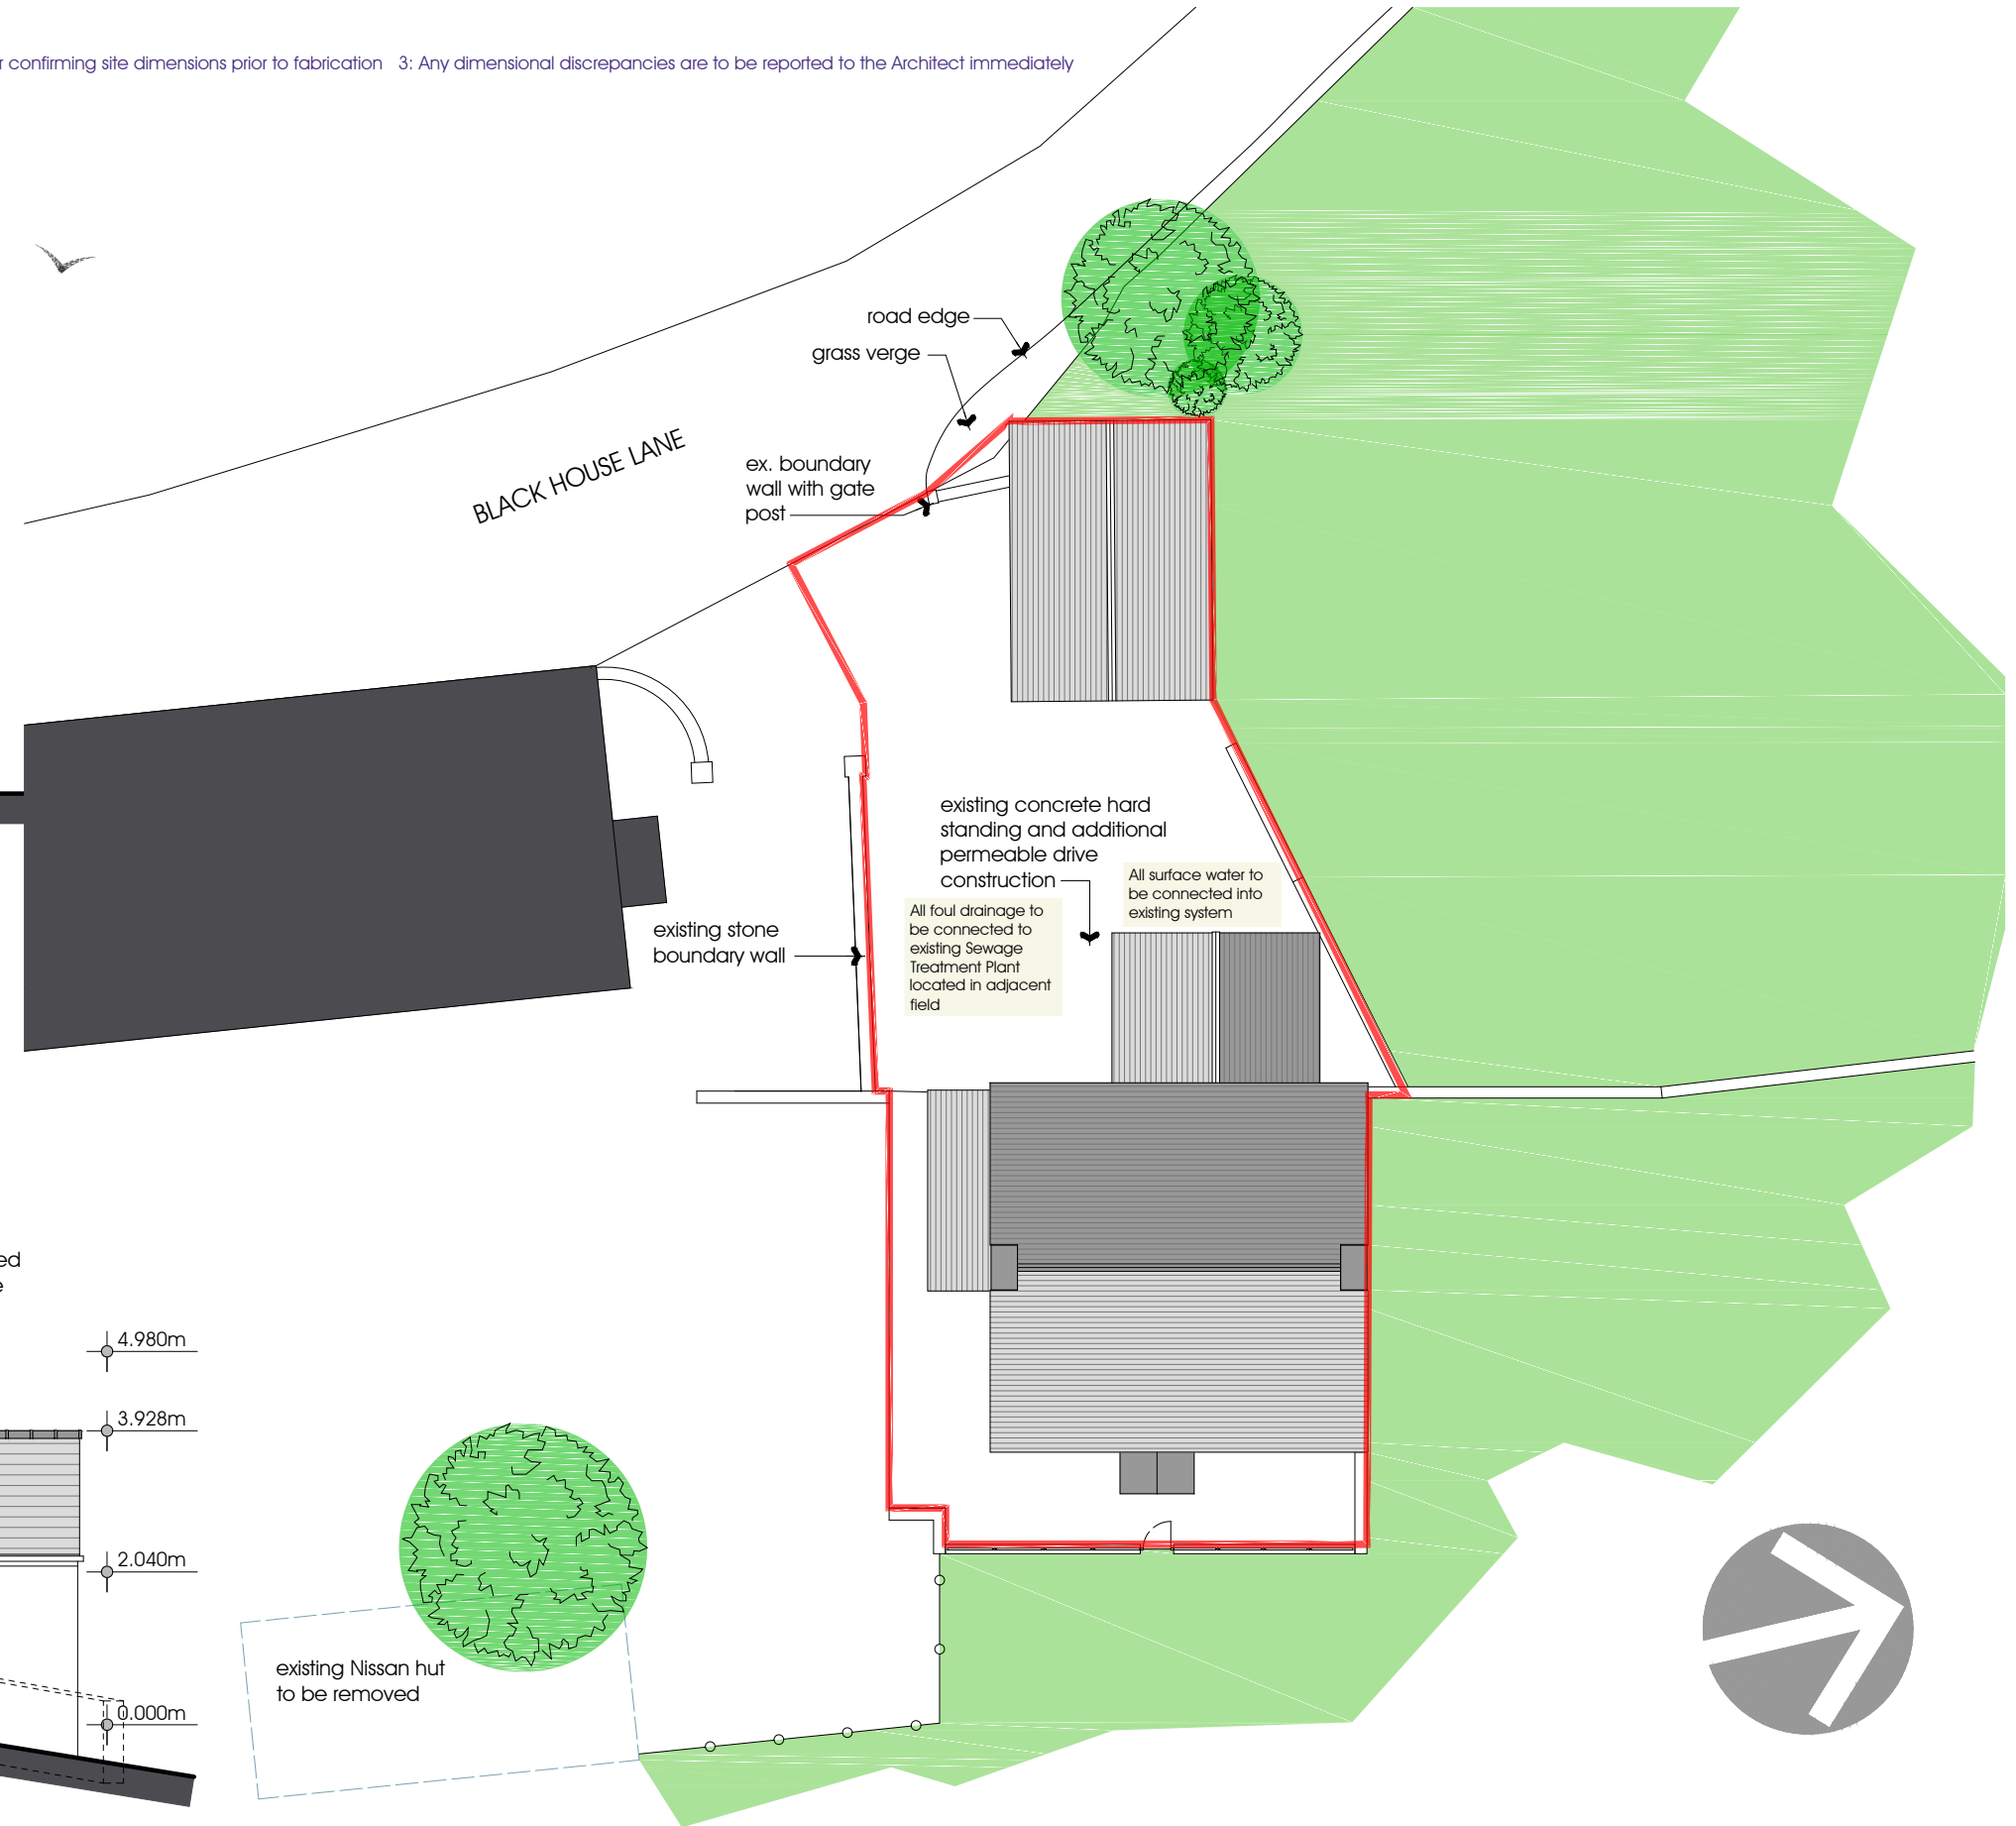 confirming site dimensions prior to fabrication 3: Any dimensional discrepancies are to be reported to the Architect immediately
road edge
grass verge
BLACK HOUSE LANE
ex. boundary
wall with gate
post
existing concrete hard
standing and additional
permeable drive
construction
All surface water to
be connected into
existing system
All foul drainage to
be connected to
existing Sewage
Treatment Plant
located in adjacent
field
existing stone
boundary wall
4.980m
3.928m
2.040m
0.000m
existing Nissan hut
to be removed